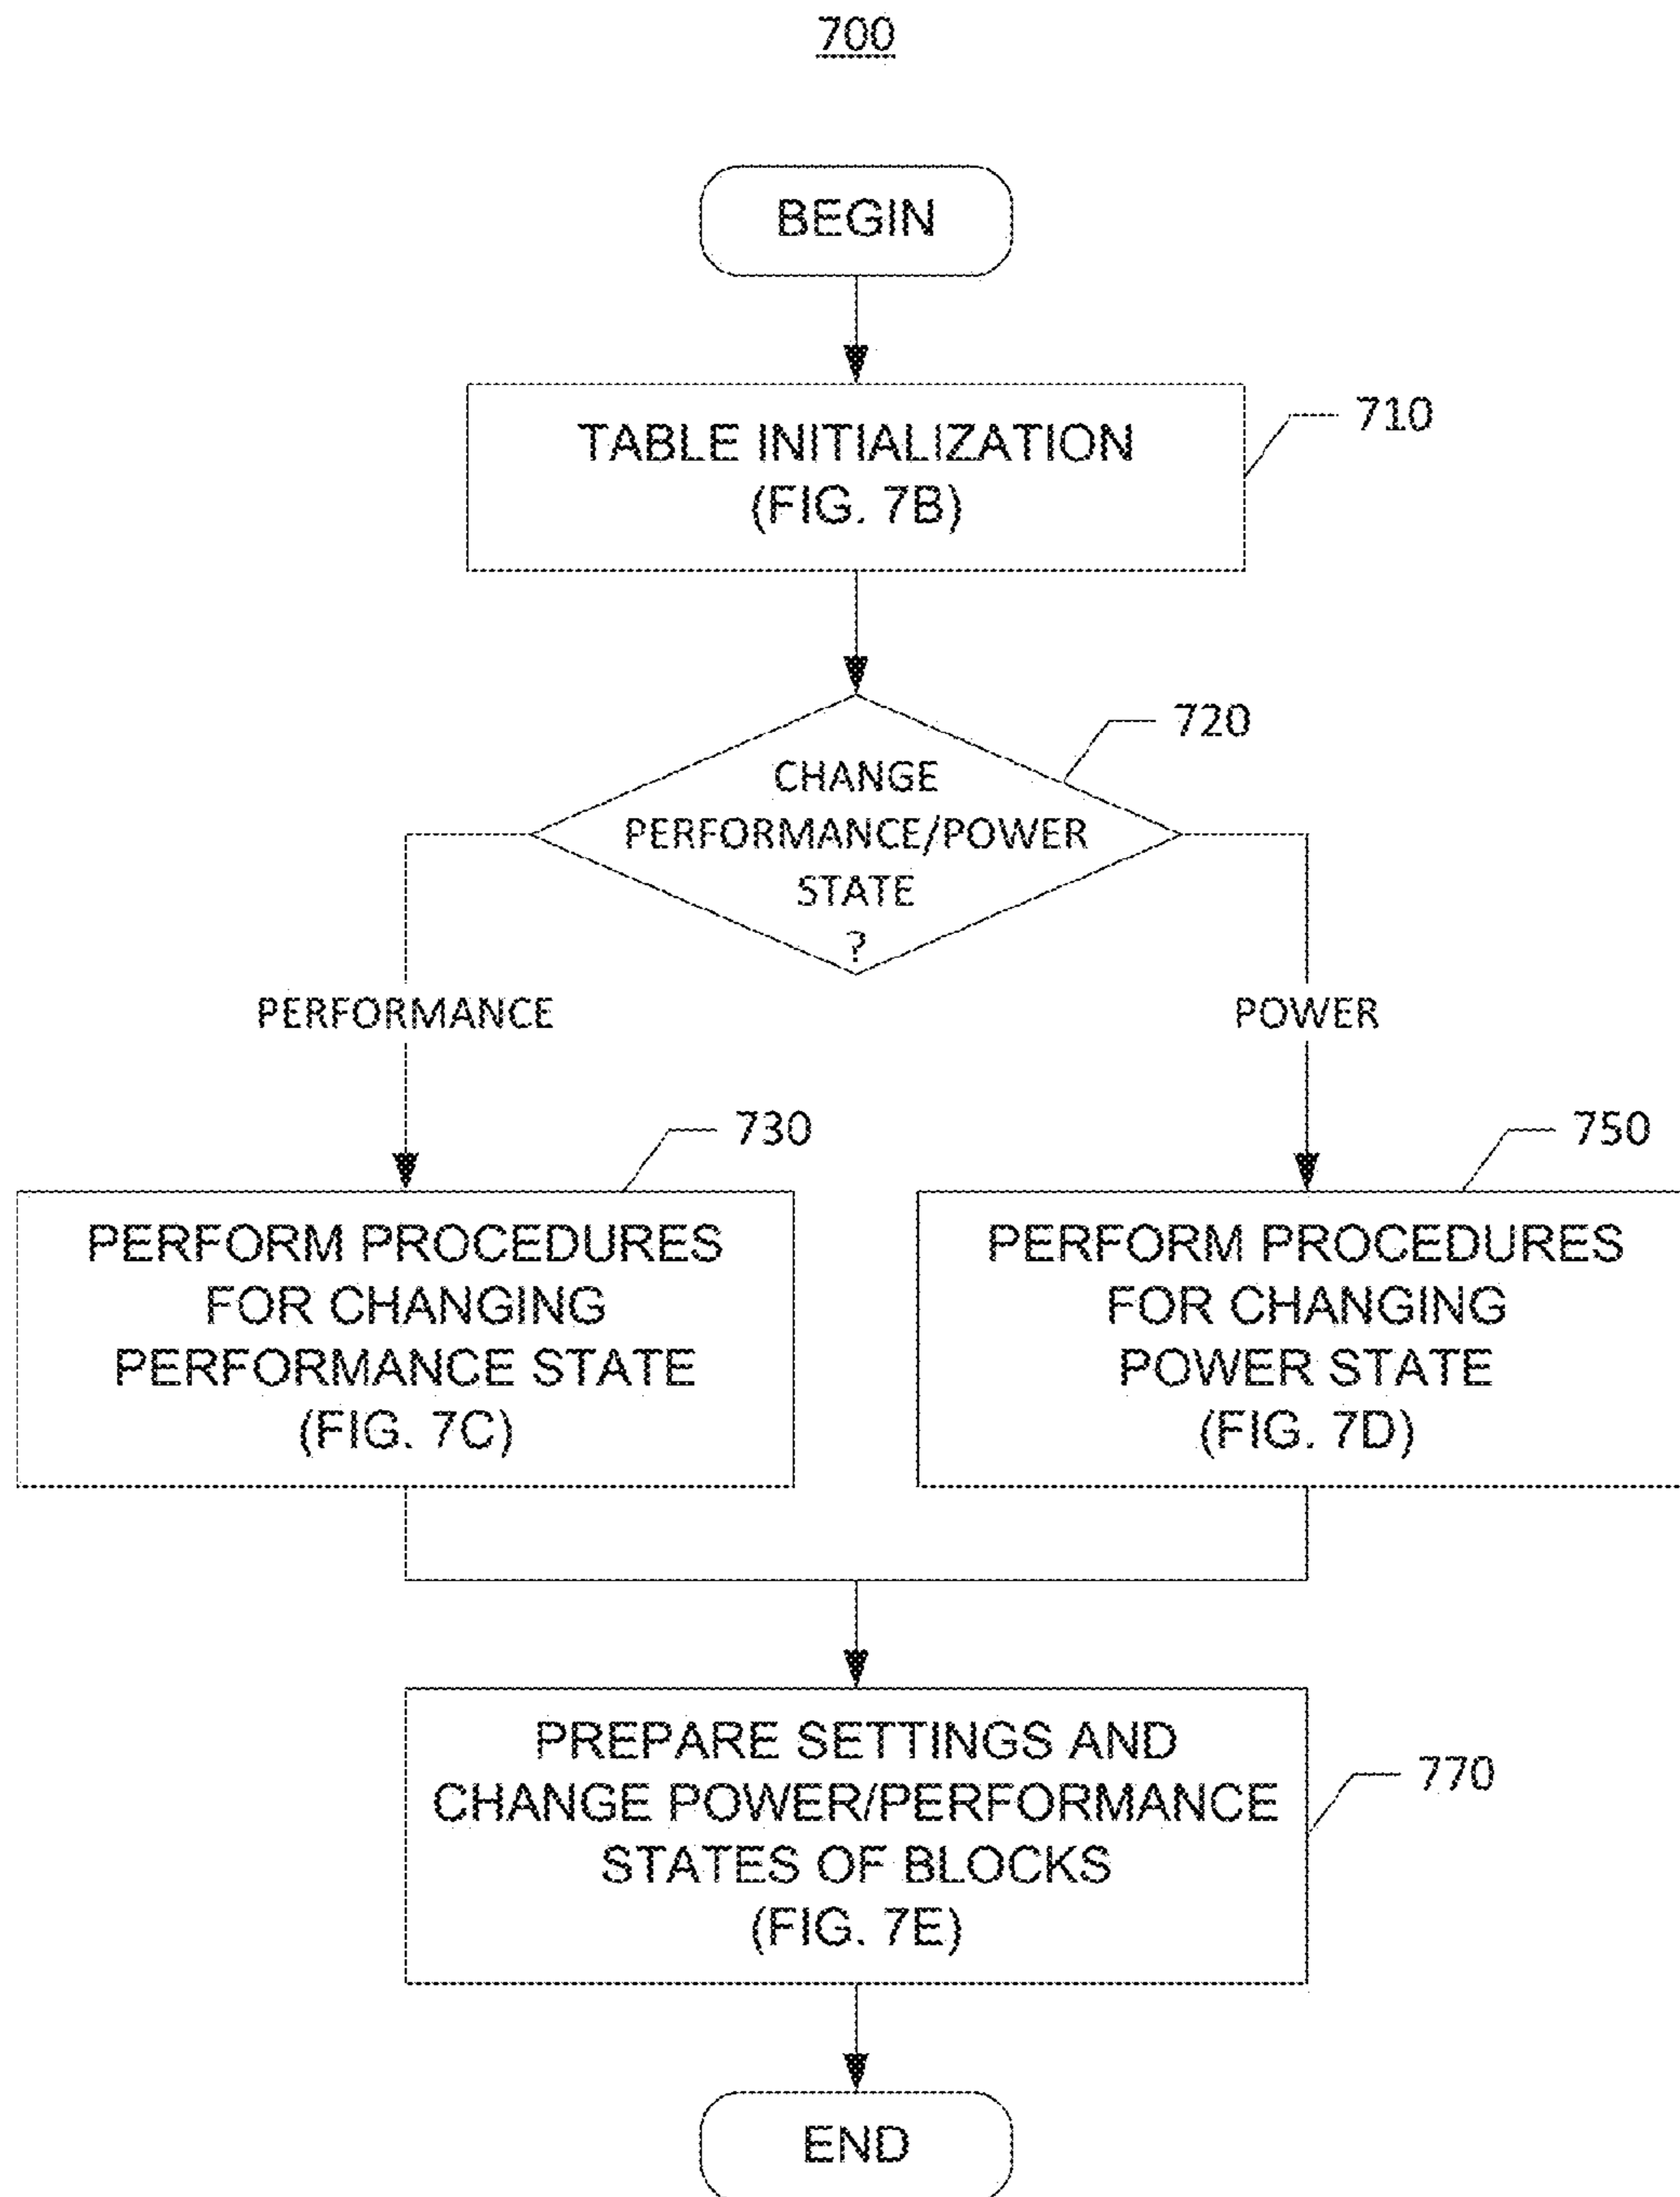 700
BEGIN
TABLE INITIALIZATION
(FIG. 7B)
710
CHANGE
PERFORMANCE/POWER
STATE
?
720
PERFORMANCE
POWER
730
PERFORM PROCEDURES
FOR CHANGING
PERFORMANCE STATE
(FIG. 7C)
750
PERFORM PROCEDURES
FOR CHANGING
POWER STATE
(FIG. 7D)
PREPARE SETTINGS AND
CHANGE POWER/PERFORMANCE
STATES OF BLOCKS
(FIG. 7E)
770
END